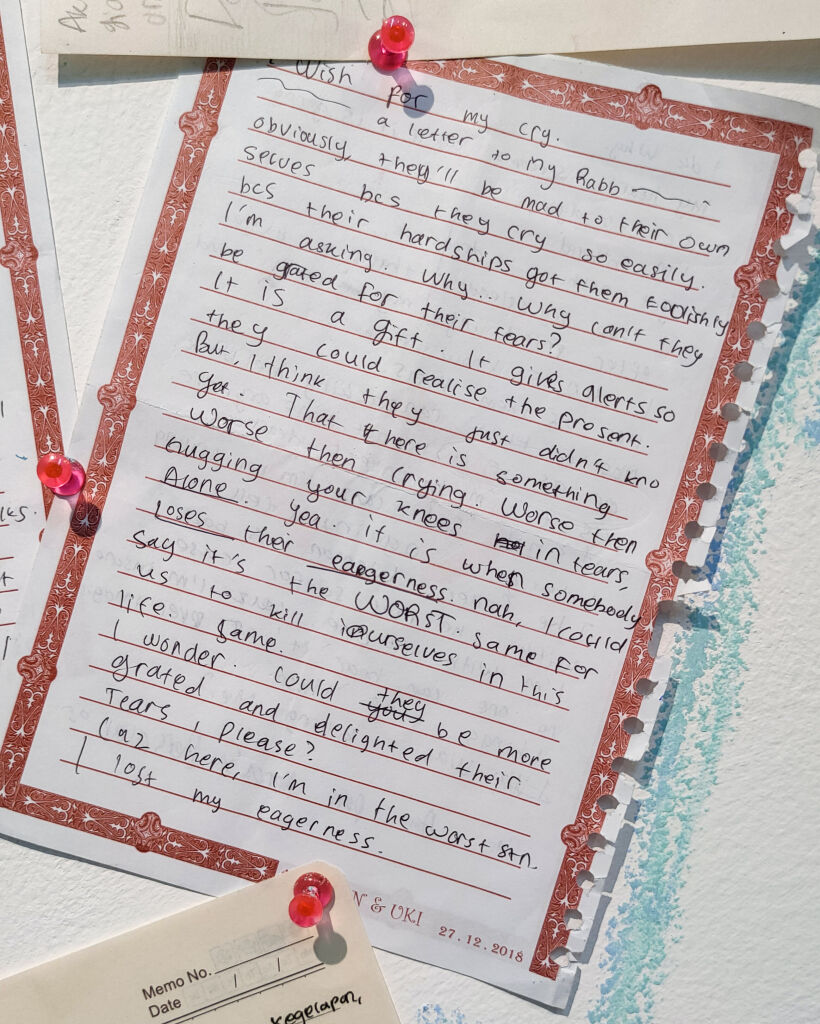 Wish for my cry.
a letter to my Rabb
obviously, they'll be mad to their own
selves bcs they cry so easily.
bcs their hardships got them foolishly
I'm asking. Why.. Why can't they
be grated for their tears?
It is a gift. It gives alerts so
they could realise the present.
But, I think they just didn't kno
yet. That there is something
worse then crying. Worse then
hugging your knees in tears,
Alone. Yea. it is when somebody
loses their eagerness. nah, I could
say it's the WORST. Same for
us to kill ourselves in this
life. Same.
I wonder. Could they be more
grated and delighted their
Tears, please?
Caz here, I'm in the worst stn.
I lost my eagerness.
N & UKI 27.12.2018
Memo No.
Date / /
kegelapan,